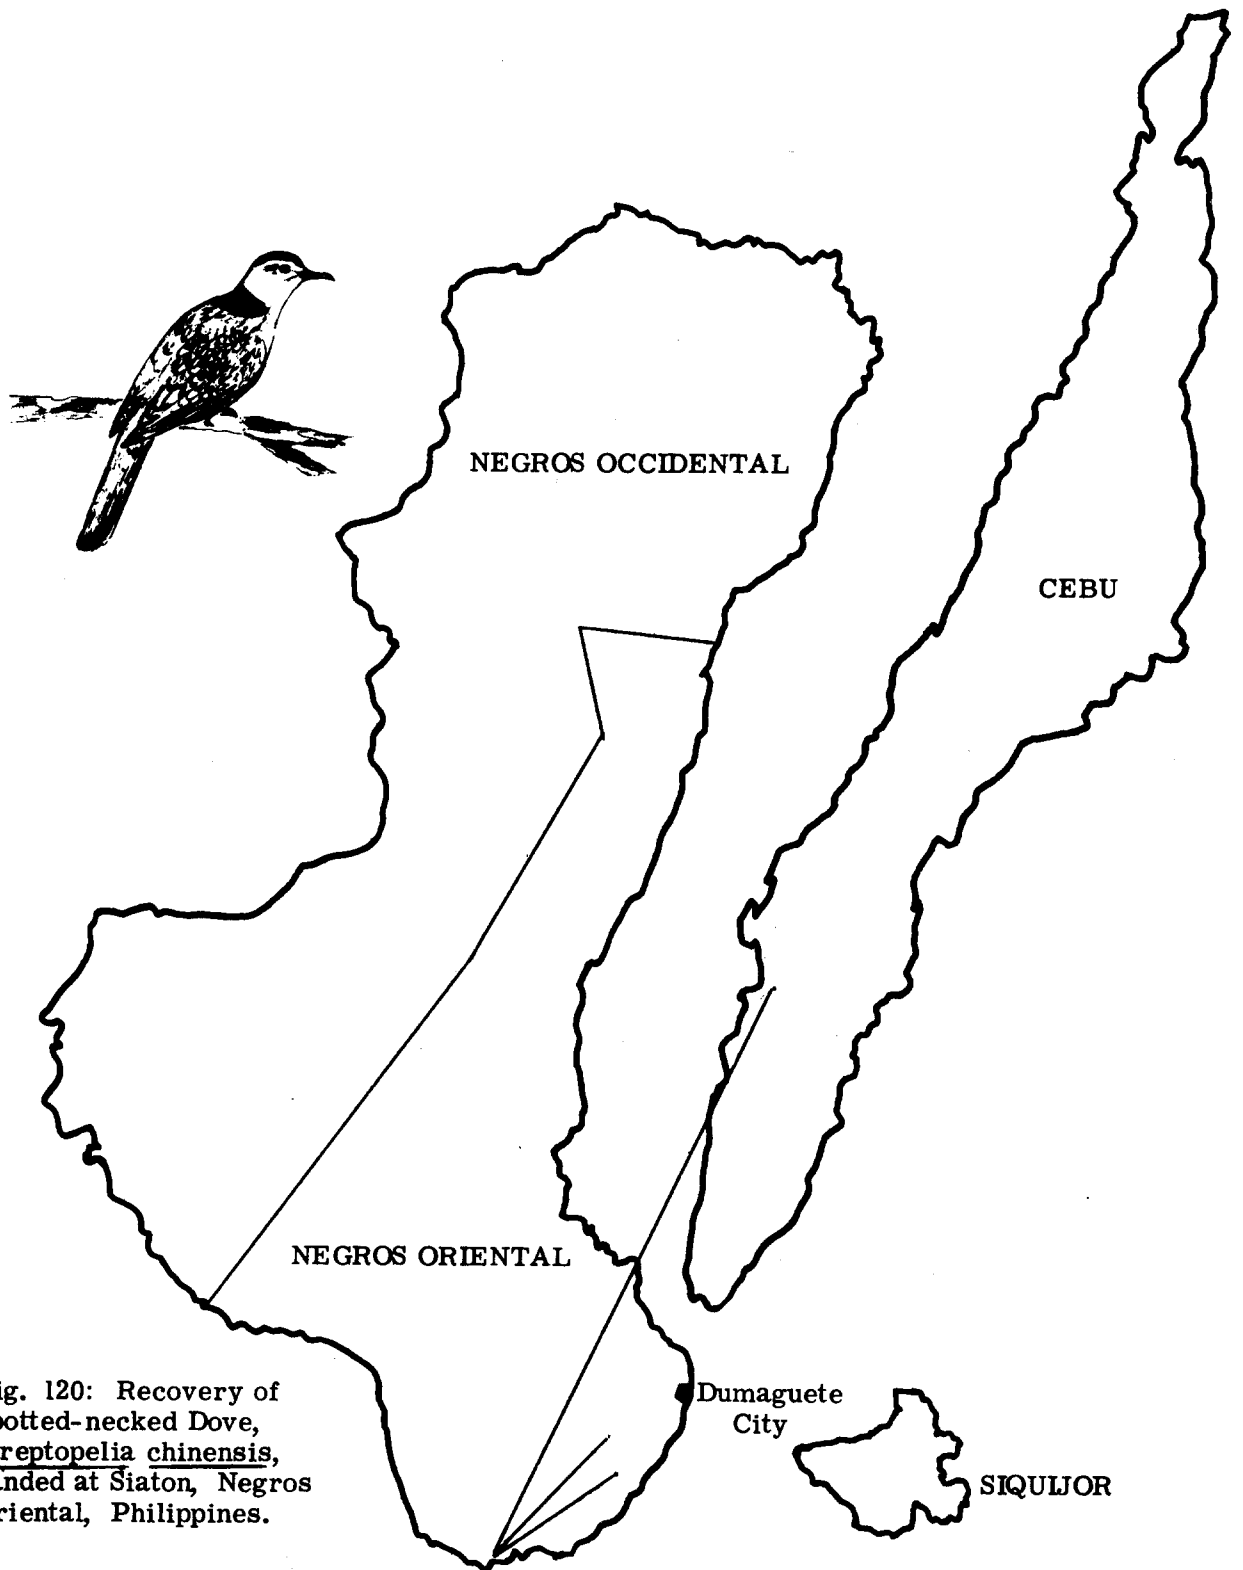 NEGROS OCCIDENTAL
CEBU
NEGROS ORIENTAL
Dumaguete
City
SIQUIJOR
ig. 120: Recovery of
potted-necked Dove,
reptopelia chinensis,
nded at Siaton, Negros
riental, Philippines.